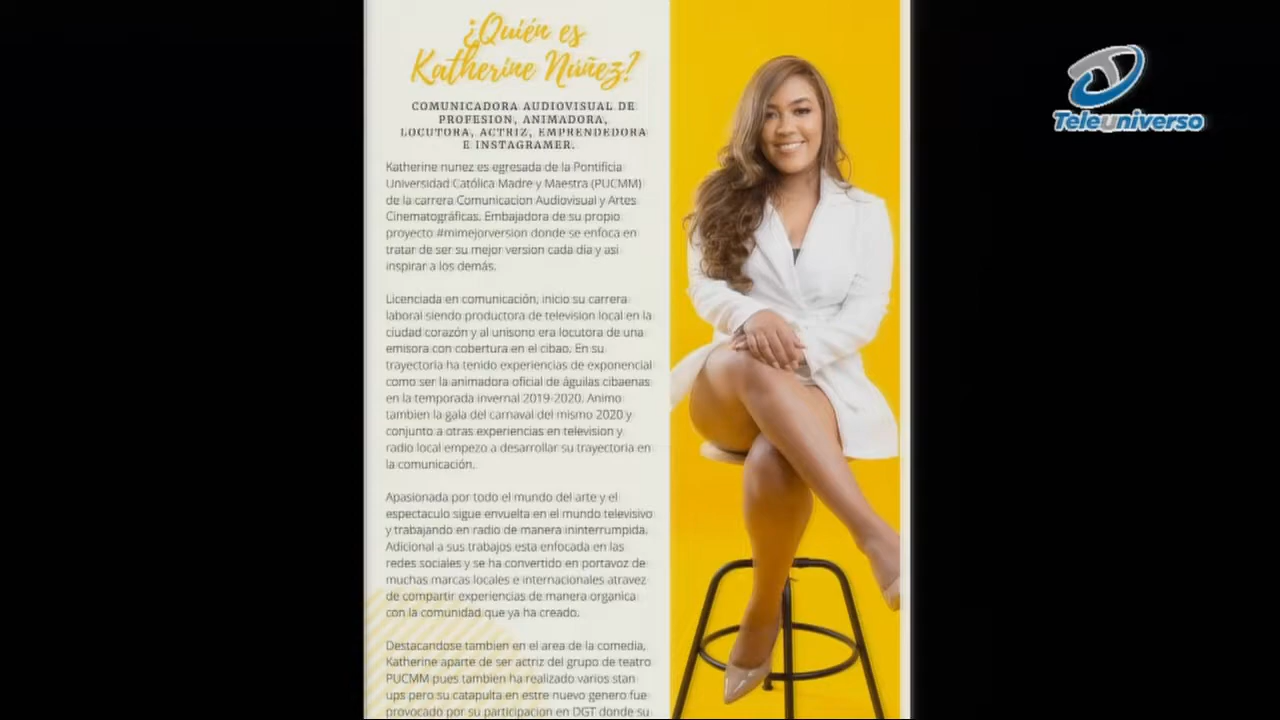 ¿Quién es
Katherine Núñez?
COMUNICADORA AUDIOVISUAL DE
PROFESION, ANIMADORA,
LOCUTORA, ACTRIZ, EMPRENDEDORA
E INSTAGRAMER.
Katherine nunez es egresada de la Pontificia
Universidad Católica Madre y Maestra (PUCMM)
de la carrera Comunicacion Audiovisual y Artes
Cinematográficas. Embajadora de su propio
proyecto #mimejorversion donde se enfoca en
tratar de ser su mejor version cada día y asi
inspirar a los demás.
Licenciada en comunicación, inicio su carrera
laboral siendo productora de television local en la
ciudad corazón y al unisono era locutora de una
emisora con cobertura en el cibao. En su
trayectoria ha tenido experiencias de exponencial
como ser la animadora oficial de águilas cibaenas
en la temporada invernal 2019-2020. Animo
tambien la gala del carnaval del mismo 2020 y
conjunto a otras experiencias en television y
radio local empezo a desarrollar su trayectoria en
la comunicación.
Apasionada por todo el mundo del arte y el
espectaculo sigue envuelta en el mundo televisivo
y trabajando en radio de manera ininterrumpida.
Adicional a sus trabajos esta enfocada en las
redes sociales y se ha convertido en portavoz de
muchas marcas locales e internacionales atravez
de compartir experiencias de manera organica
con la comunidad que ya ha creado.
Destacandose tambien en el area de la comedia,
Katherine aparte de ser actriz del grupo de teatro
PUCMM pues tambien ha realizado varios stan
ups pero su catapulta en estre nuevo genero fue
provocado por su participacion en DGT donde su
Teleuniverso